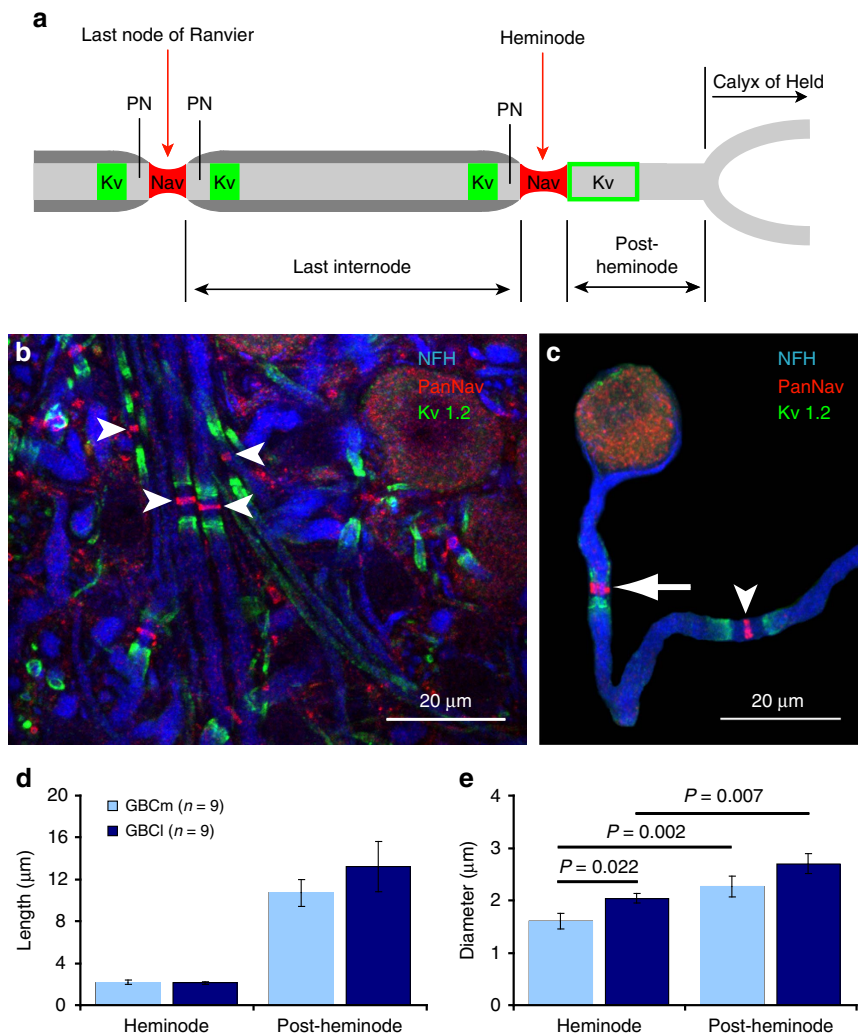 a
Last node of Ranvier
Heminode
Calyx of Held
PN
PN
PN
Kv
Nav
Kv
Kv
Nav
Kv
Last internode
Post-
heminode
b
NFH
PanNav
Kv 1.2
20 μm
c
NFH
PanNav
Kv 1.2
20 μm
d
Length (μm)
20
16
12
8
4
0
GBCm (n = 9)
GBCl (n = 9)
Heminode
Post-heminode
e
Diameter (μm)
4
3
2
1
0
P = 0.007
P = 0.002
P = 0.022
Heminode
Post-heminode